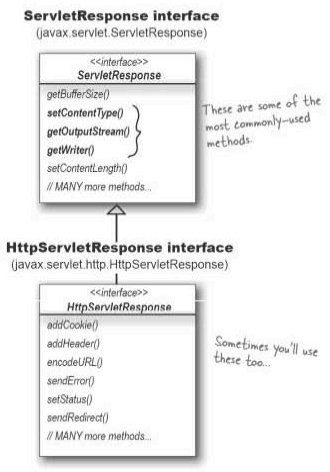 ServletResponse interface
(javax.servlet.ServletResponse)
<<interface>>
ServletResponse
getBufferSize()
setContentType()
getOutputStream()
getWriter()
setContentLength()
// MANY more methods...
These are some of the
most commonly-used
methods.
HttpServletResponse interface
(javax.servlet.http.HttpServletResponse)
<<interface>>
HttpServletResponse
addCookie()
addHeader()
encodeURL()
sendError()
setStatus()
sendRedirect()
// MANY more methods...
Sometimes you'll use
these too...